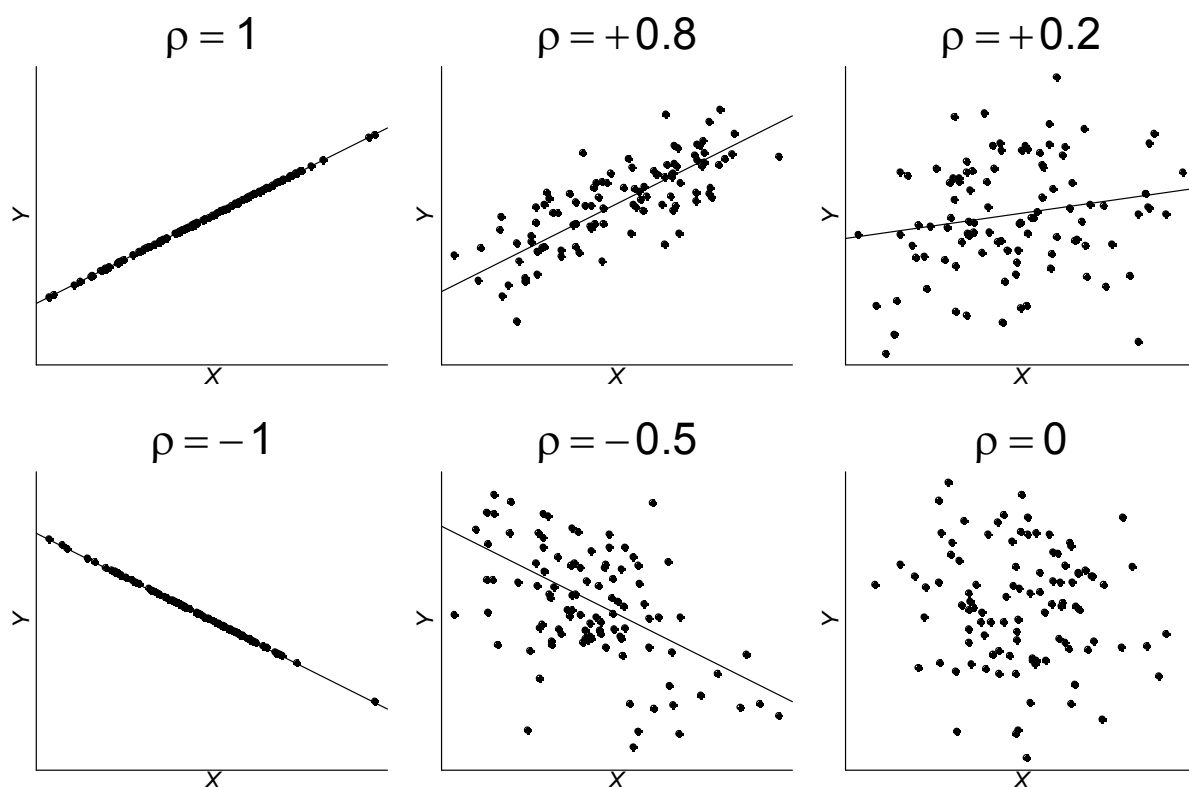 ρ = 1
ρ = +0.8
ρ = +0.2
Y
X
Y
X
Y
X
ρ = −1
ρ = −0.5
ρ = 0
Y
X
Y
X
Y
X